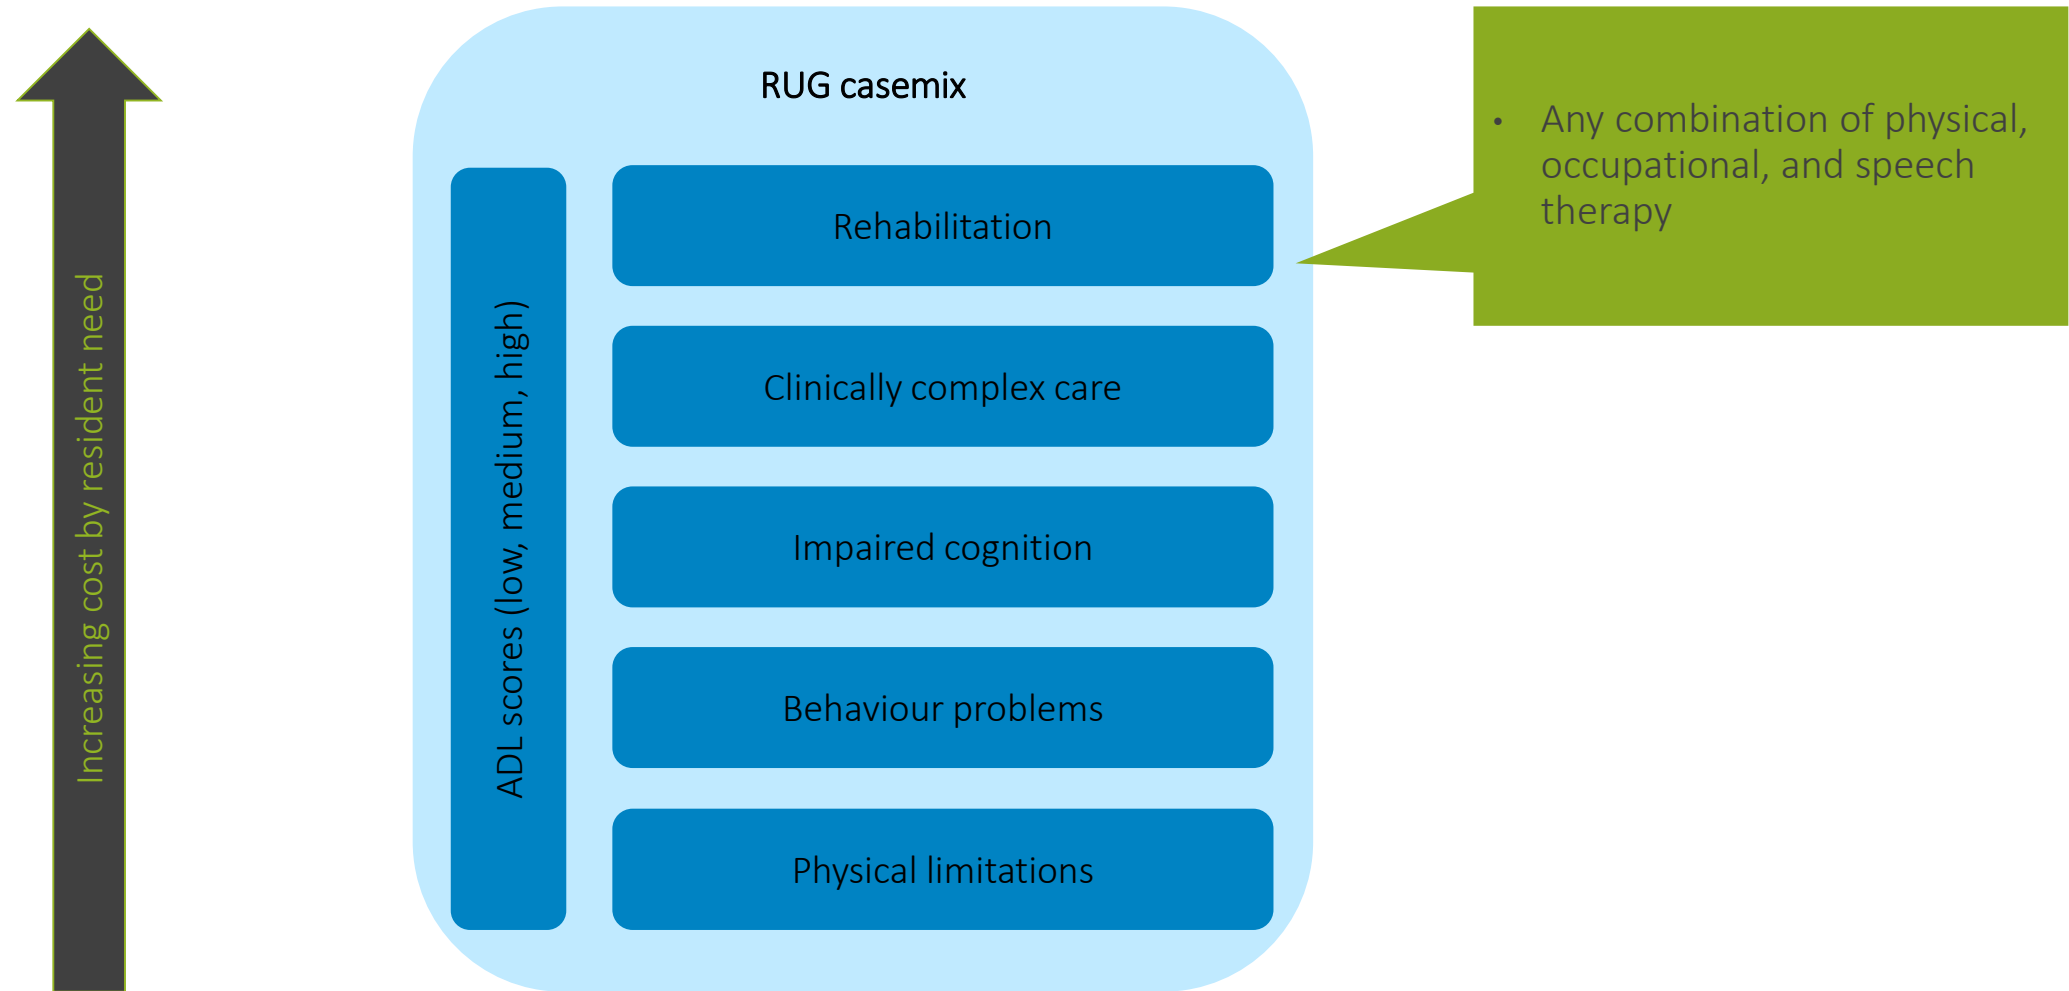 Increasing cost by resident need
RUG casemix
ADL scores (low, medium, high)
Rehabilitation
Clinically complex care
Impaired cognition
Behaviour problems
Physical limitations
• Any combination of physical,
occupational, and speech
therapy